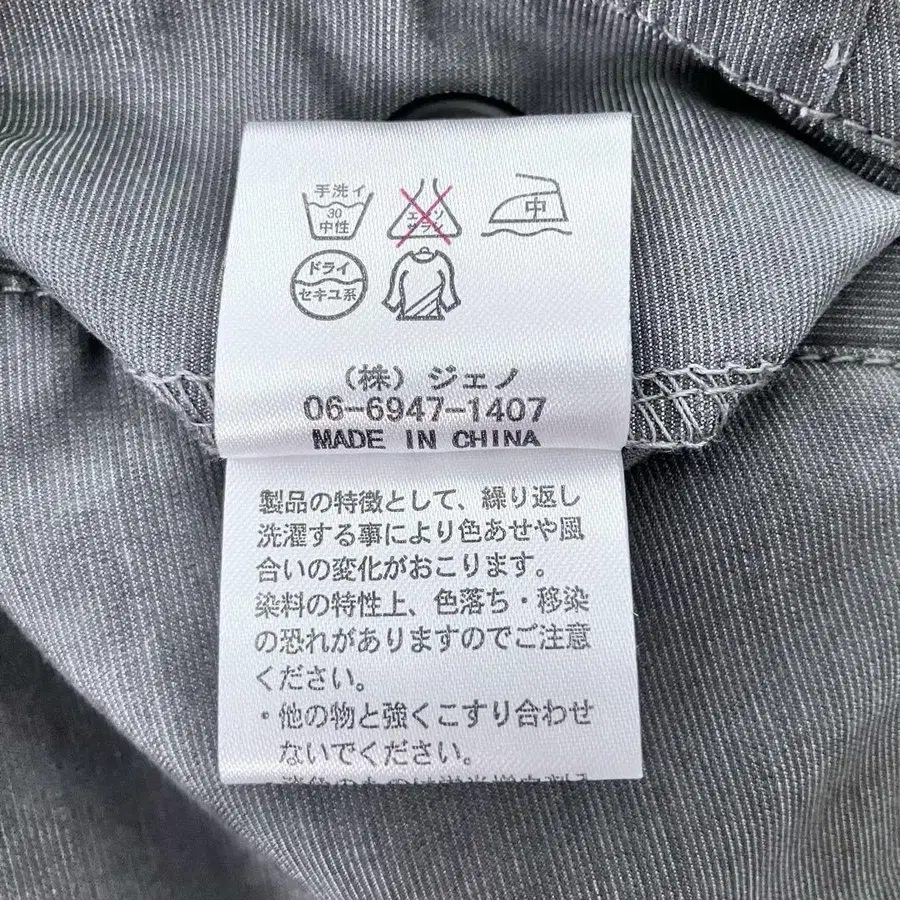 手洗イ
30
中性
エンソ
サラシ
中
ドライ
セキユ系
（株）ジェノ
06-6947-1407
MADE IN CHINA
製品の特徴として、繰り返し
洗濯する事により色あせや風
合いの変化がおこります。
染料の特性上、色落ち・移染
の恐れがありますのでご注意
ください。
・他の物と強くこすり合わせ
ないでください。